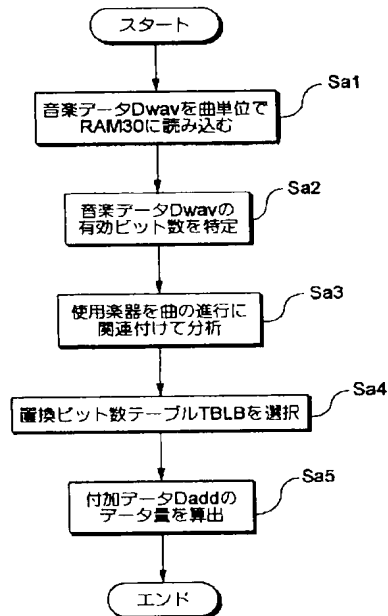 スタート
音楽データDwavを曲単位で
RAM30に読み込む
Sa1
音楽データDwavの
有効ビット数を特定
Sa2
使用楽器を曲の進行に
関連付けて分析
Sa3
置換ビット数テーブルTBLBを選択
Sa4
付加データDaddの
データ量を算出
Sa5
エンド